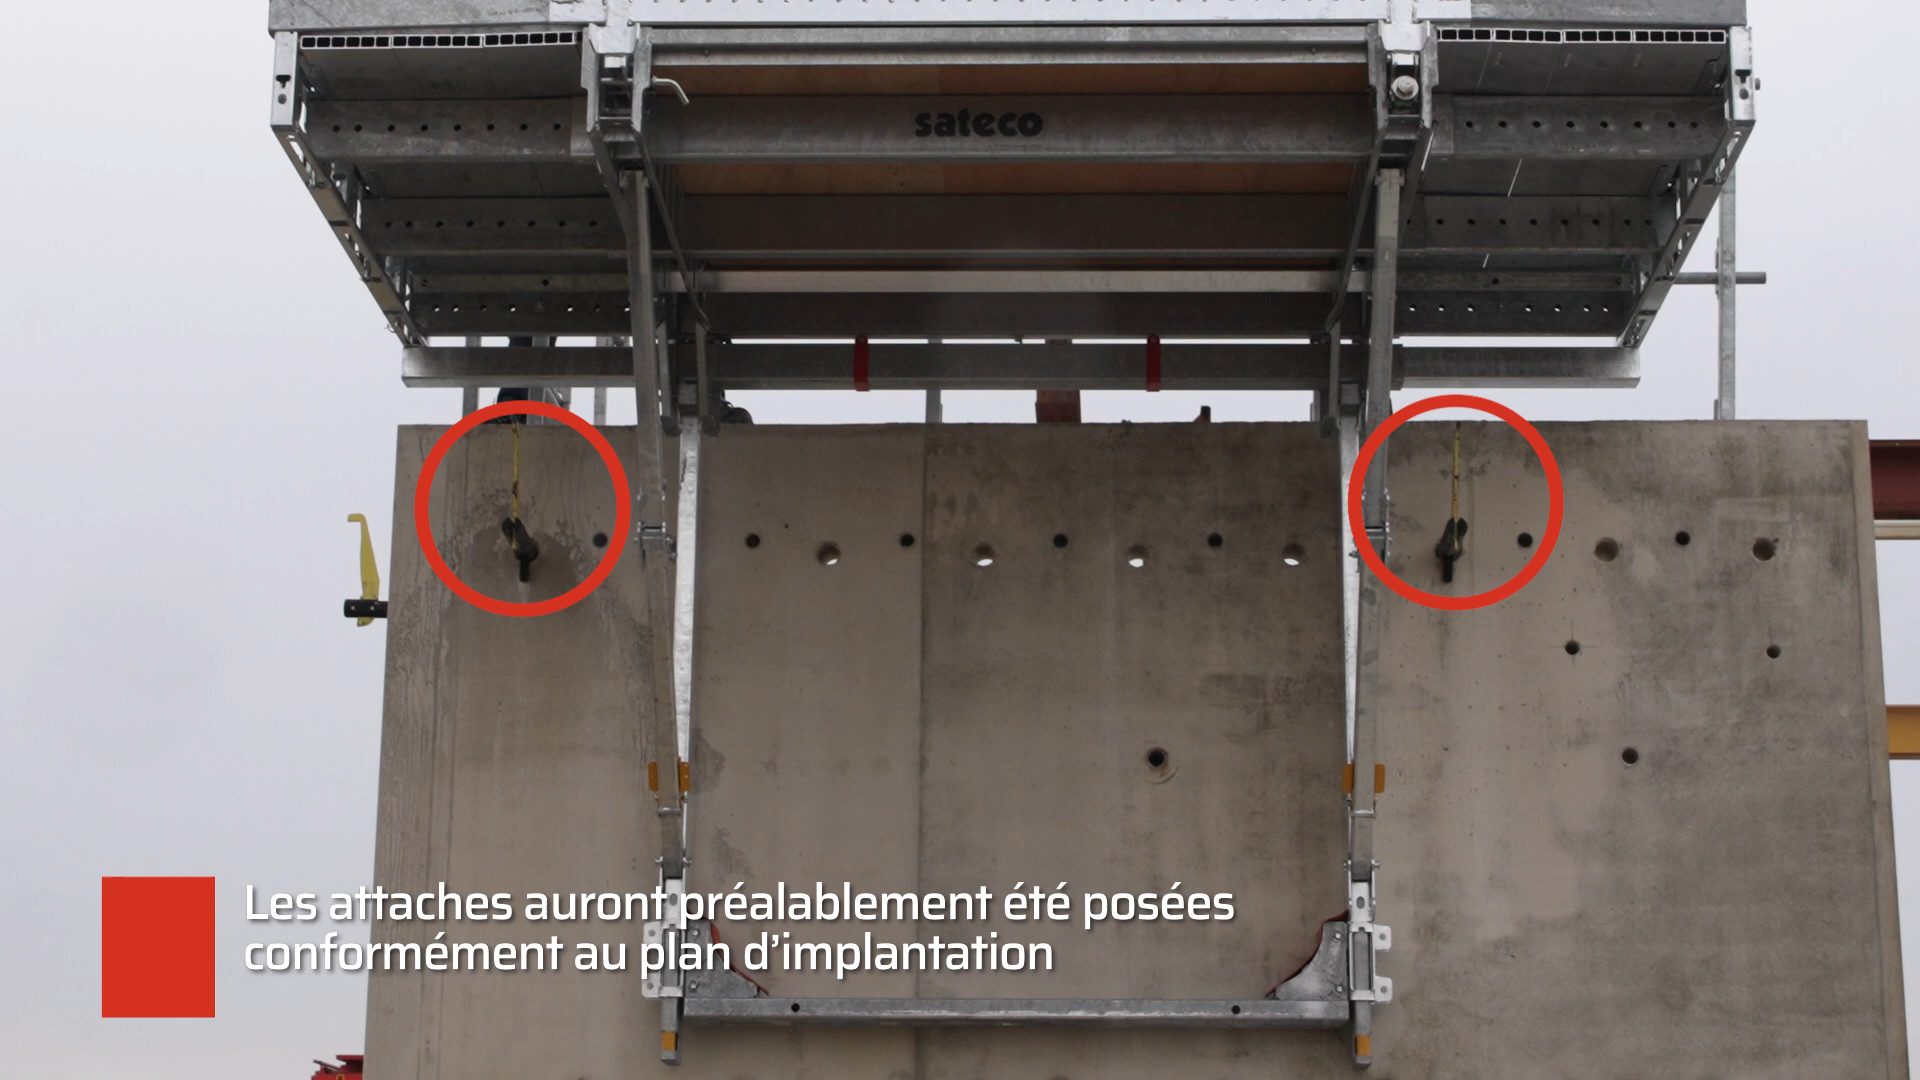 sateco
Les attaches auront préalablement été posées
conformément au plan d’implantation